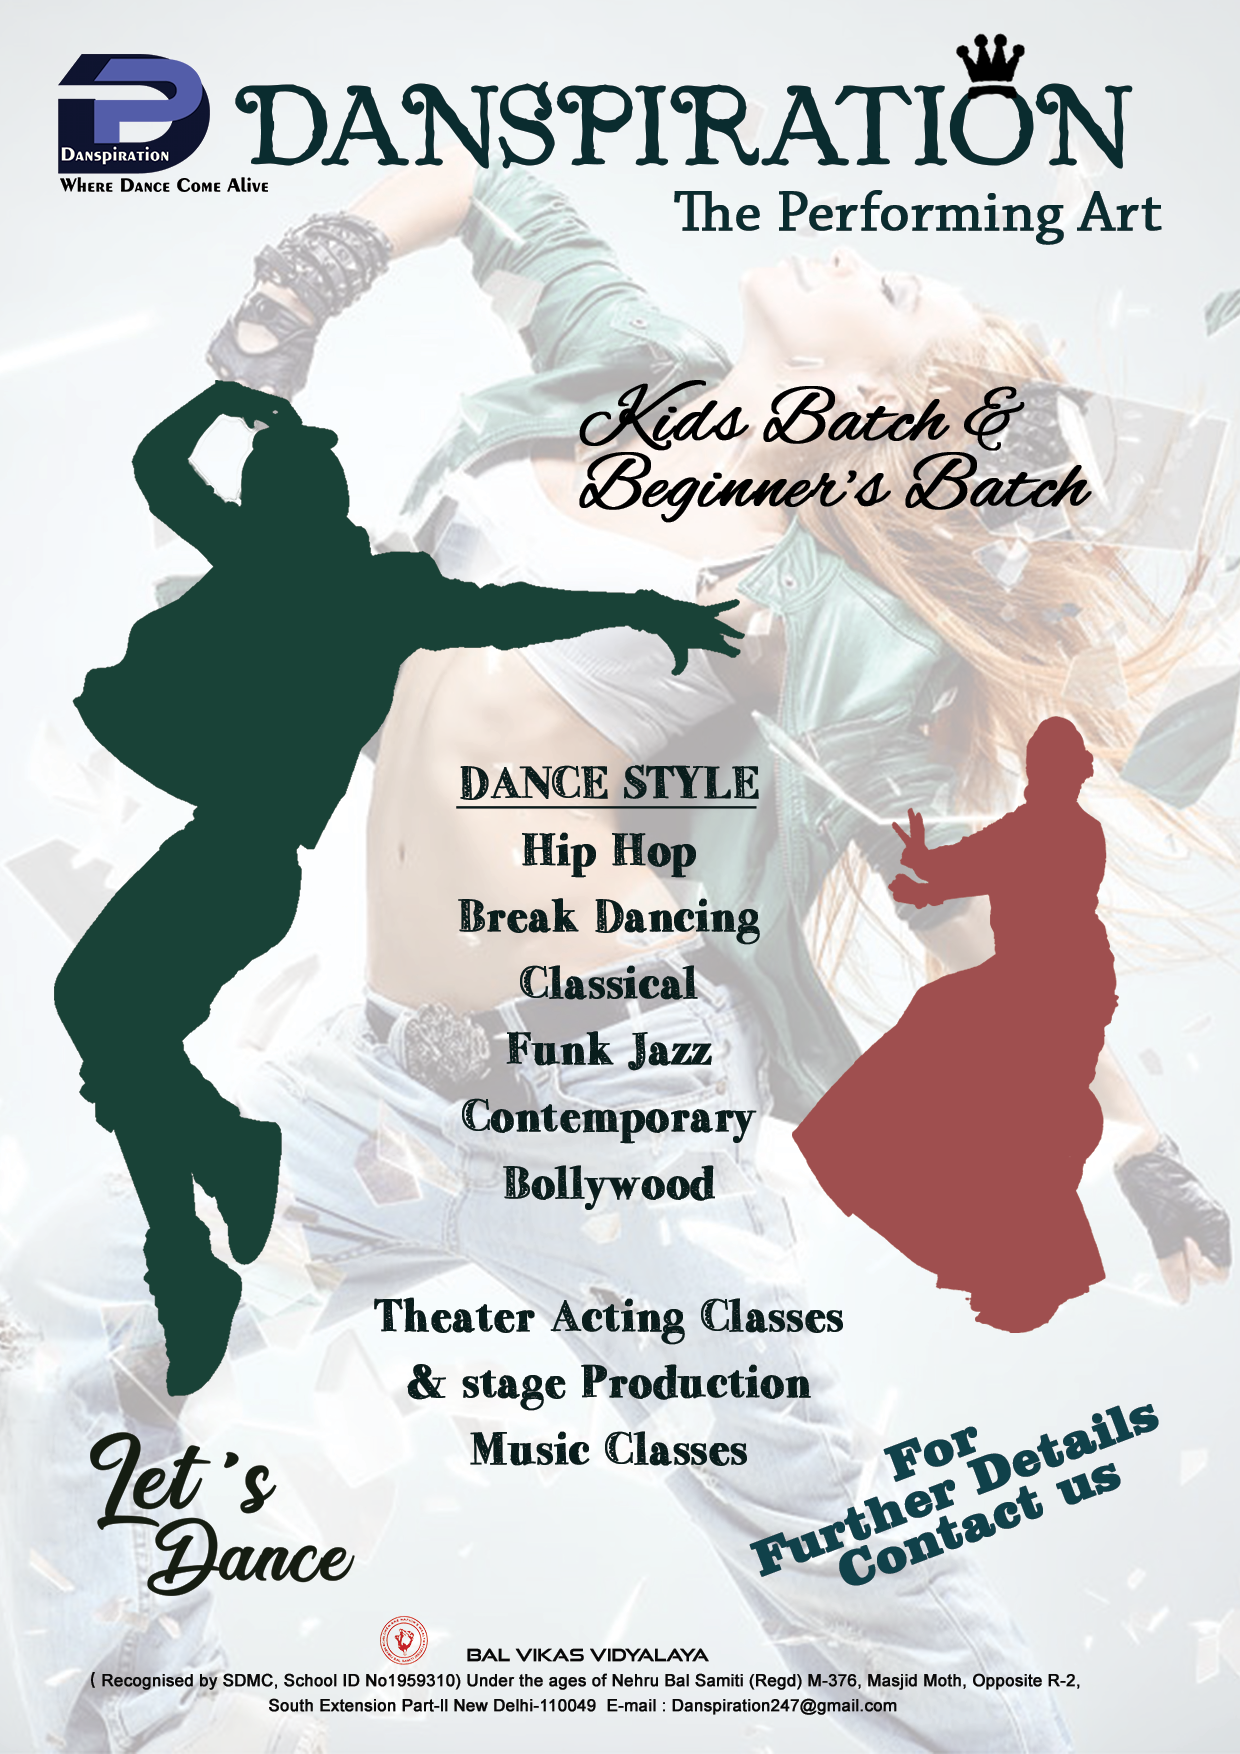 Danspiration
Where Dance Come Alive
DANSPIRATION
The Performing Art
Kids Batch &
Beginner's Batch
DANCE STYLE
Hip Hop
Break Dancing
Classical
Funk Jazz
Contemporary
Bollywood
Theater Acting Classes
& stage Production
Music Classes
Let's
Dance
For
Further Details
Contact us
BAL VIKAS VIDYALAYA
( Recognised by SDMC, School ID No1959310) Under the ages of Nehru Bal Samiti (Regd) M-376, Masjid Moth, Opposite R-2,
South Extension Part-II New Delhi-110049 E-mail : Danspiration247@gmail.com